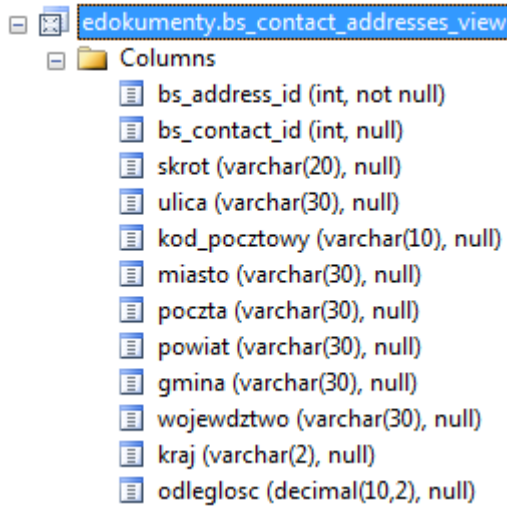 edokumenty.bs_contact_addresses_view
Columns
bs_address_id (int, not null)
bs_contact_id (int, null)
skrot (varchar(20), null)
ulica (varchar(30), null)
kod_pocztowy (varchar(10), null)
miasto (varchar(30), null)
poczta (varchar(30), null)
powiat (varchar(30), null)
gmina (varchar(30), null)
wojewdztwo (varchar(30), null)
kraj (varchar(2), null)
odleglosc (decimal(10,2), null)